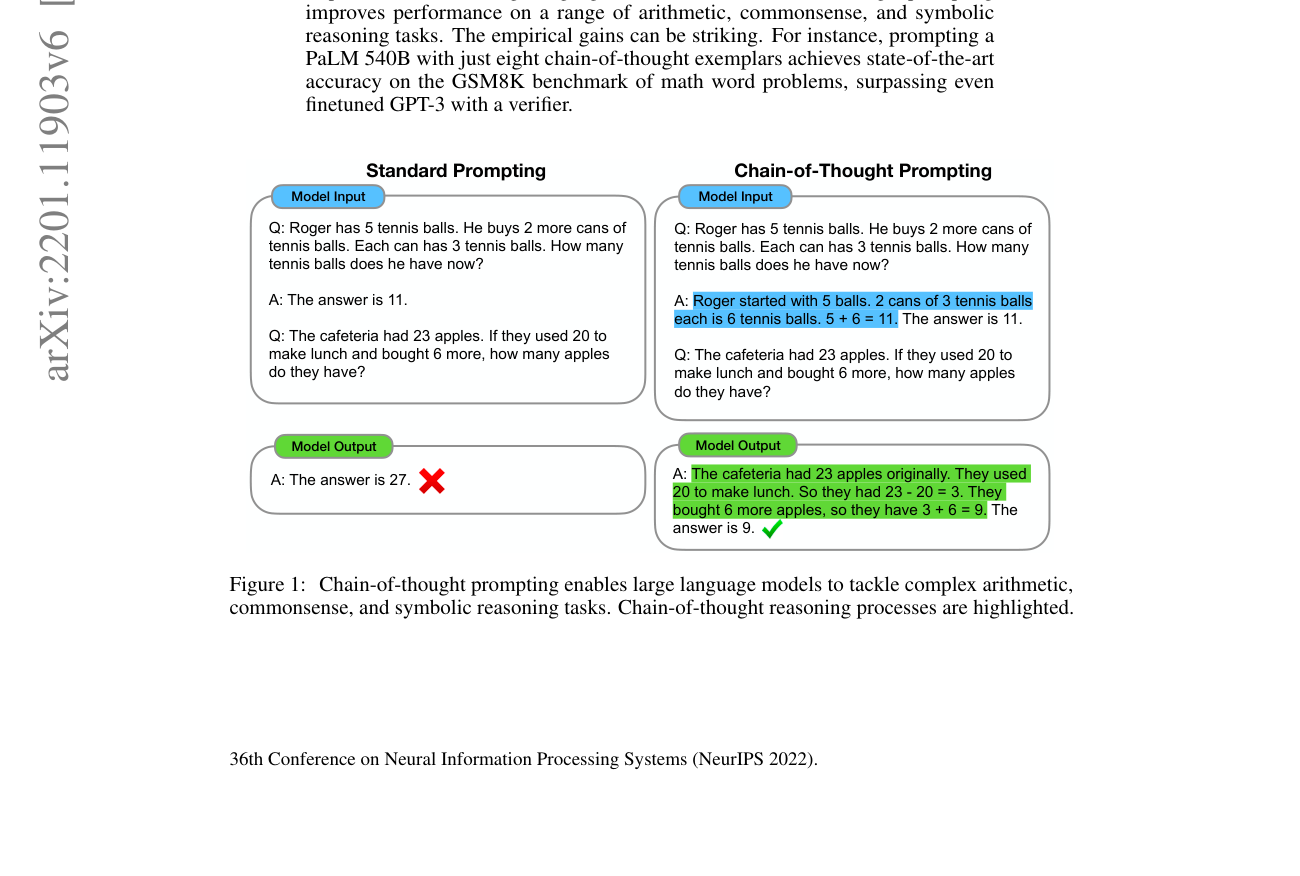 arXiv:2201.11903v6 [
improves performance on a range of arithmetic, commonsense, and symbolic
reasoning tasks. The empirical gains can be striking. For instance, prompting a
PaLM 540B with just eight chain-of-thought exemplars achieves state-of-the-art
accuracy on the GSM8K benchmark of math word problems, surpassing even
finetuned GPT-3 with a verifier.
Standard Prompting
Model Input
Q: Roger has 5 tennis balls. He buys 2 more cans of
tennis balls. Each can has 3 tennis balls. How many
tennis balls does he have now?
A: The answer is 11.
Q: The cafeteria had 23 apples. If they used 20 to
make lunch and bought 6 more, how many apples
do they have?
Model Output
A: The answer is 27.
Chain-of-Thought Prompting
Model Input
Q: Roger has 5 tennis balls. He buys 2 more cans of
tennis balls. Each can has 3 tennis balls. How many
tennis balls does he have now?
A: Roger started with 5 balls. 2 cans of 3 tennis balls
each is 6 tennis balls. 5 + 6 = 11. The answer is 11.
Q: The cafeteria had 23 apples. If they used 20 to
make lunch and bought 6 more, how many apples
do they have?
Model Output
A: The cafeteria had 23 apples originally. They used
20 to make lunch. So they had 23 - 20 = 3. They
bought 6 more apples, so they have 3 + 6 = 9. The
answer is 9.
Figure 1: Chain-of-thought prompting enables large language models to tackle complex arithmetic,
commonsense, and symbolic reasoning tasks. Chain-of-thought reasoning processes are highlighted.
36th Conference on Neural Information Processing Systems (NeurIPS 2022).